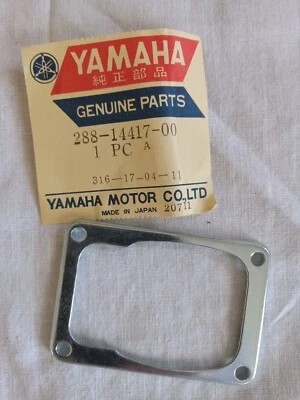 YAMAHA
純正部品
GENUINE PARTS
288-14417-00
1 PC A
316-17-04-11
YAMAHA MOTOR CO.,LTD
MADE IN JAPAN 20711